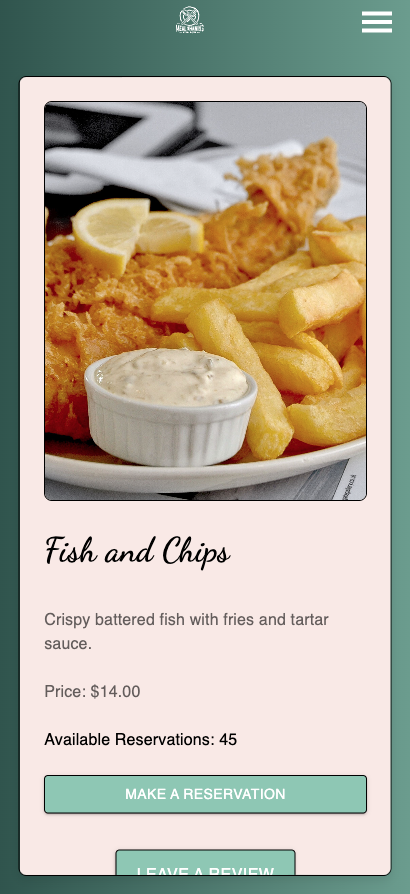 Fish and Chips
Crispy battered fish with fries and tartar
sauce.
Price: $14.00
Available Reservations: 45
MAKE A RESERVATION
LEAVE A REVIEW